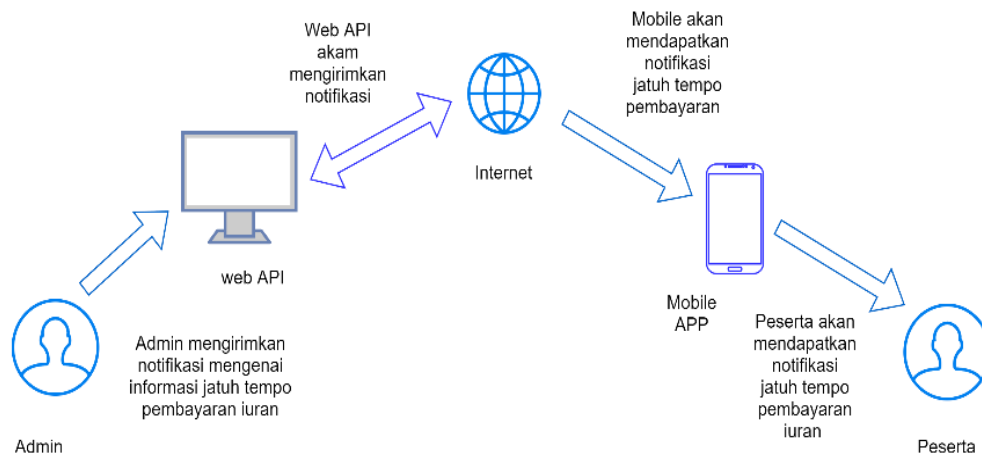 Web API
akam
mengirimkan
notifikasi
Mobile akan
mendapatkan
notifikasi
jatuh tempo
pembayaran
Internet
web API
Mobile
APP
Admin mengirimkan
notifikasi mengenai
informasi jatuh tempo
pembayaran iuran
Peserta akan
mendapatkan
notifikasi
jatuh tempo
pembayaran
iuran
Admin
Peserta